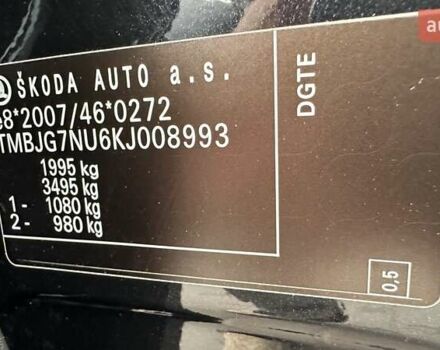 ŠKODA AUTO a.s.
e8*2007/46*0272
TMBJG7NU6KJ008993
1995 kg
3495 kg
1- 1080 kg
2- 980 kg
DGTE
0,5